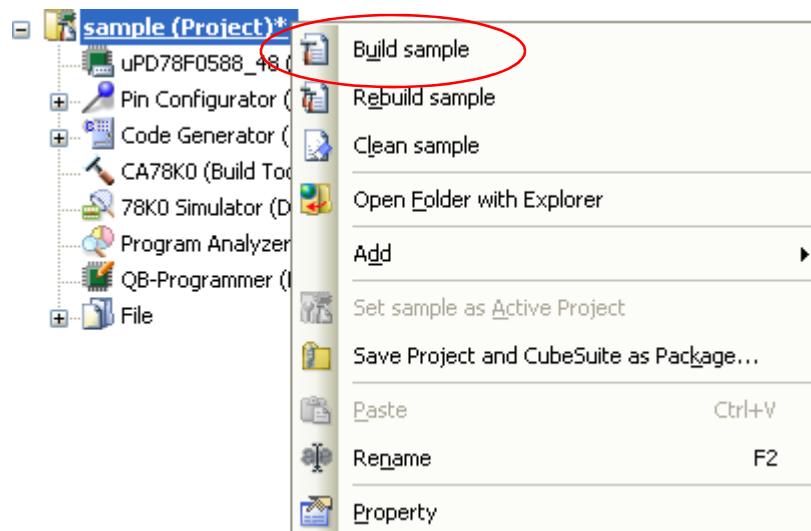 sample (Project)*
uPD78F0588_48 (
Pin Configurator (
Code Generator (
CA78K0 (Build Too
78K0 Simulator (D
Program Analyzer
QB-Programmer (
File
Build sample
Rebuild sample
Clean sample
Open Folder with Explorer
Add
Set sample as Active Project
Save Project and CubeSuite as Package...
Paste Ctrl+V
Rename F2
Property